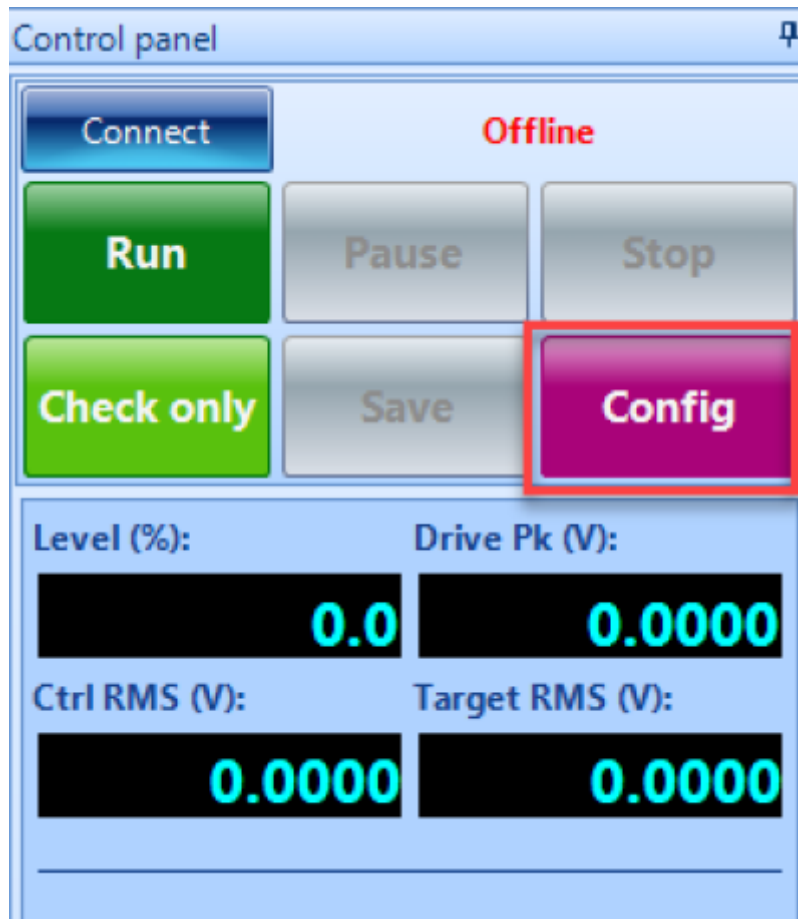 Control panel
Connect Offline
Run Pause Stop
Check only Save Config
Level (%): Drive Pk (V):
0.0 0.0000
Ctrl RMS (V): Target RMS (V):
0.0000 0.0000